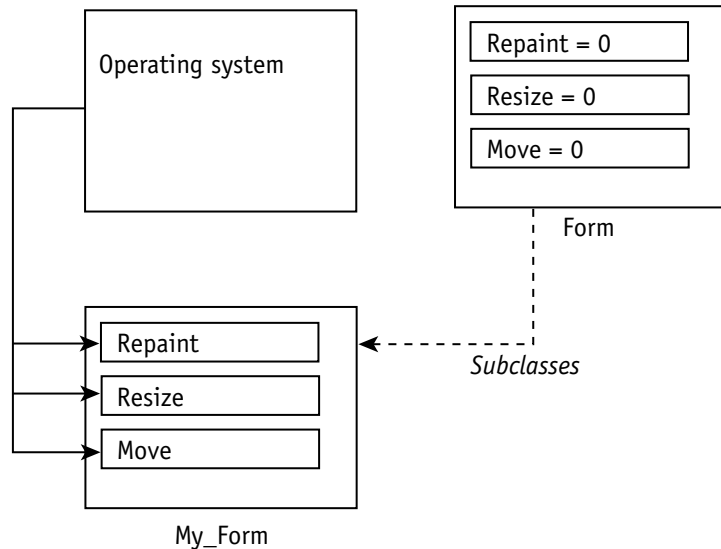 Operating system
Repaint = 0
Resize = 0
Move = 0
Form
Repaint
Resize
Move
Subclasses
My_Form